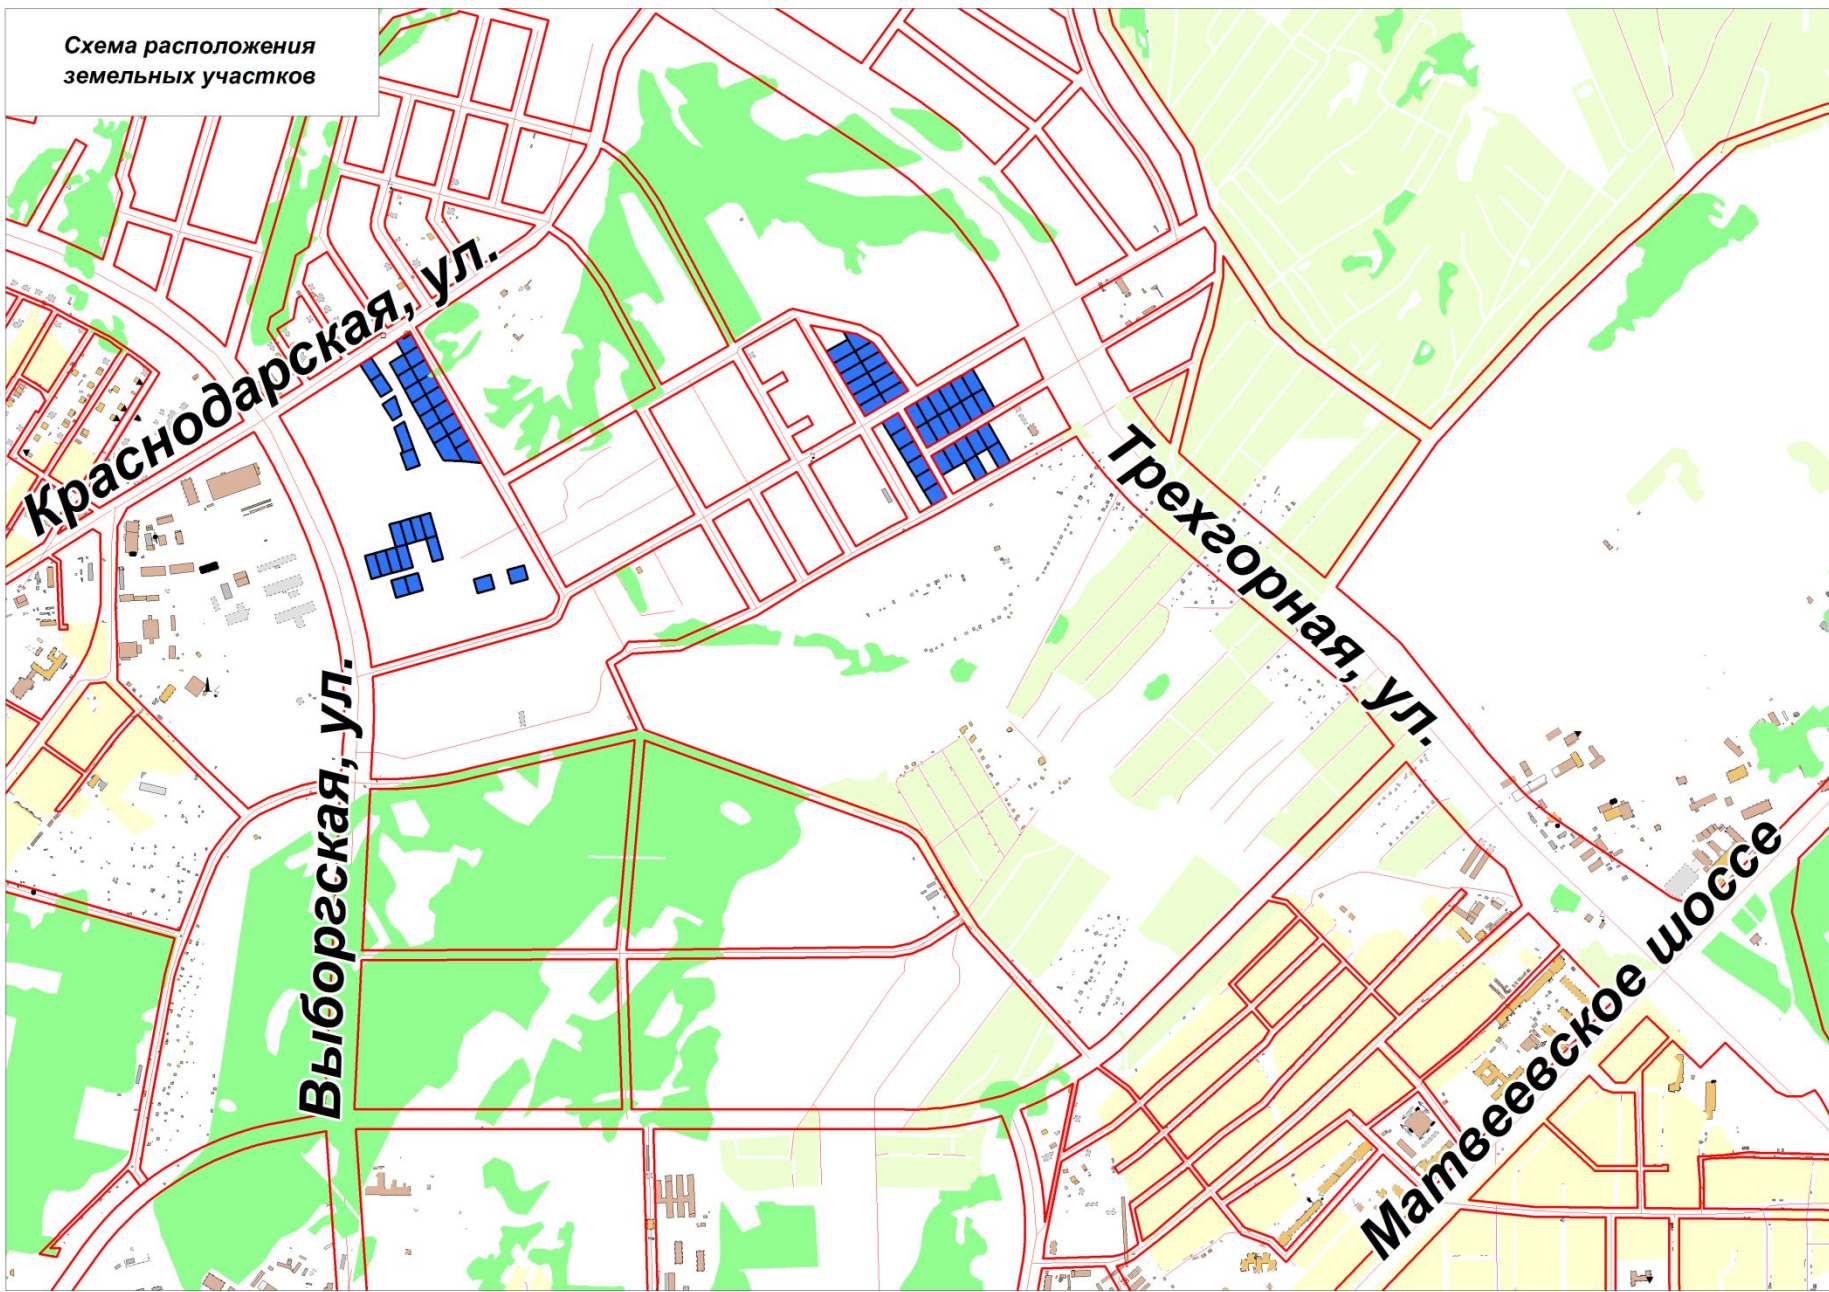 Схема расположения
земельных участков
Краснодарская, ул.
Трехгорная, ул.
Выборгская, ул.
Матвеевское шоссе